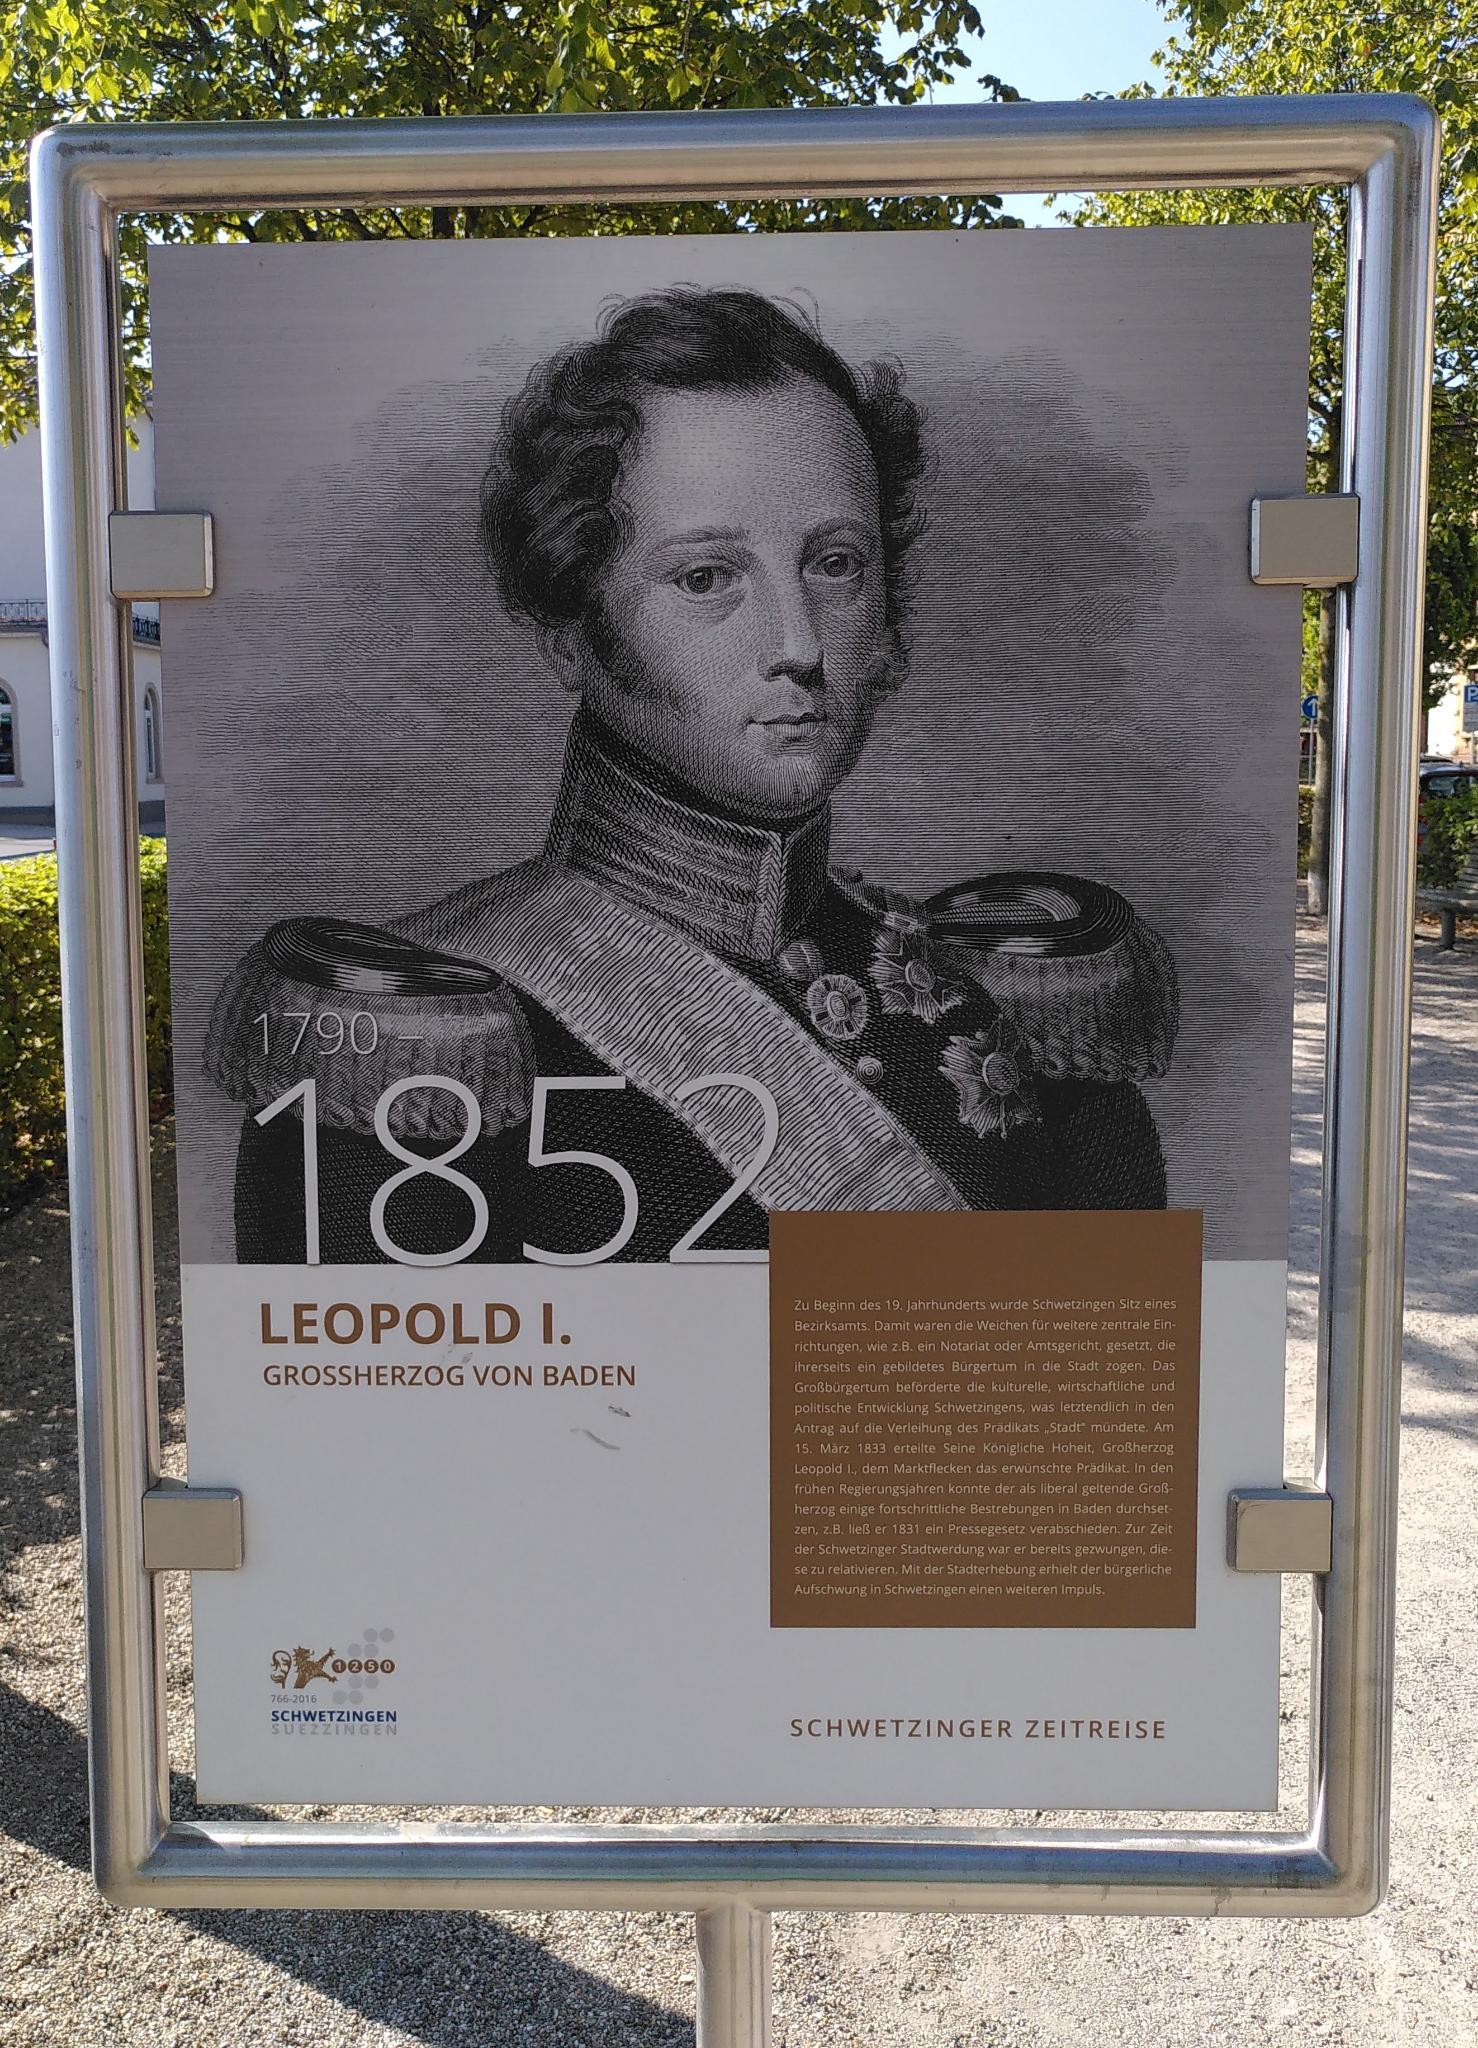 1790 –
1852
LEOPOLD I.
GROSSHERZOG VON BADEN
Zu Beginn des 19. Jahrhunderts wurde Schwetzingen Sitz eines
Bezirksamts. Damit waren die Weichen für weitere zentrale Ein-
richtungen, wie z.B. ein Notariat oder Amtsgericht, gesetzt, die
ihrerseits ein gebildetes Bürgertum in die Stadt zogen. Das
Großbürgertum beförderte die kulturelle, wirtschaftliche und
politische Entwicklung Schwetzingens, was letztendlich in den
Antrag auf die Verleihung des Prädikats „Stadt“ mündete. Am
15. März 1833 erteilte Seine Königliche Hoheit, Großherzog
Leopold I., dem Marktflecken das erwünschte Prädikat. In den
frühen Regierungsjahren konnte der als liberal geltende Groß-
herzog einige fortschrittliche Bestrebungen in Baden durchset-
zen, z.B. ließ er 1831 ein Pressegesetz verabschieden. Zur Zeit
der Schwetzinger Stadtwerdung war er bereits gezwungen, die-
se zu relativieren. Mit der Stadterhebung erhielt der bürgerliche
Aufschwung in Schwetzingen einen weiteren Impuls.
1250
766-2016
SCHWETZINGEN
SUEZZINGEN
SCHWETZINGER ZEITREISE